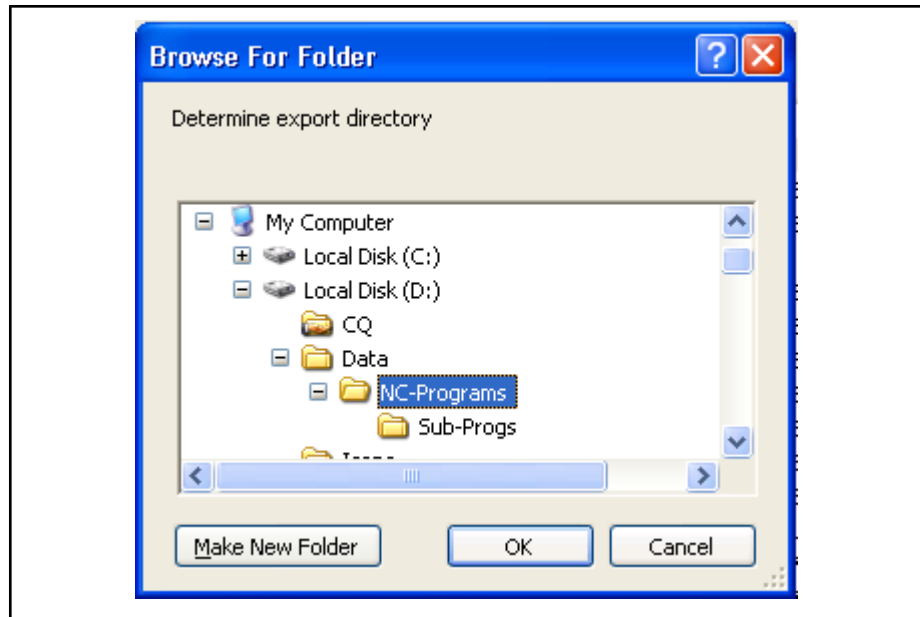 Browse For Folder
Determine export directory
My Computer
Local Disk (C:)
Local Disk (D:)
CQ
Data
NC-Programs
Sub-Progs
Make New Folder OK Cancel